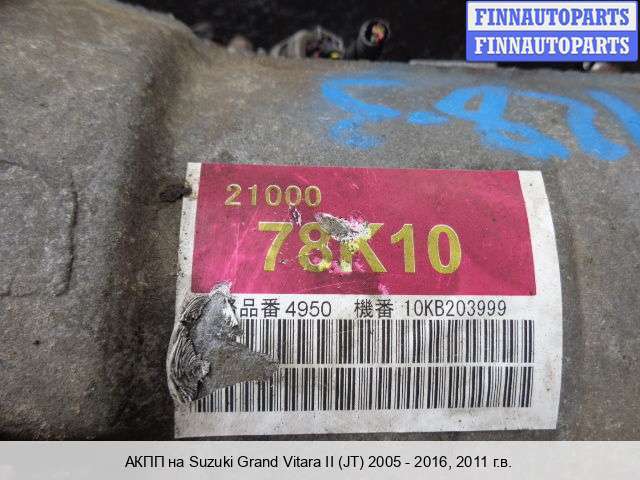 FINNAUTOPARTS
FINNAUTOPARTS
21000
78K10
品番 4950 機番 10KB203999
АКПП на Suzuki Grand Vitara II (JT) 2005 - 2016, 2011 г.в.